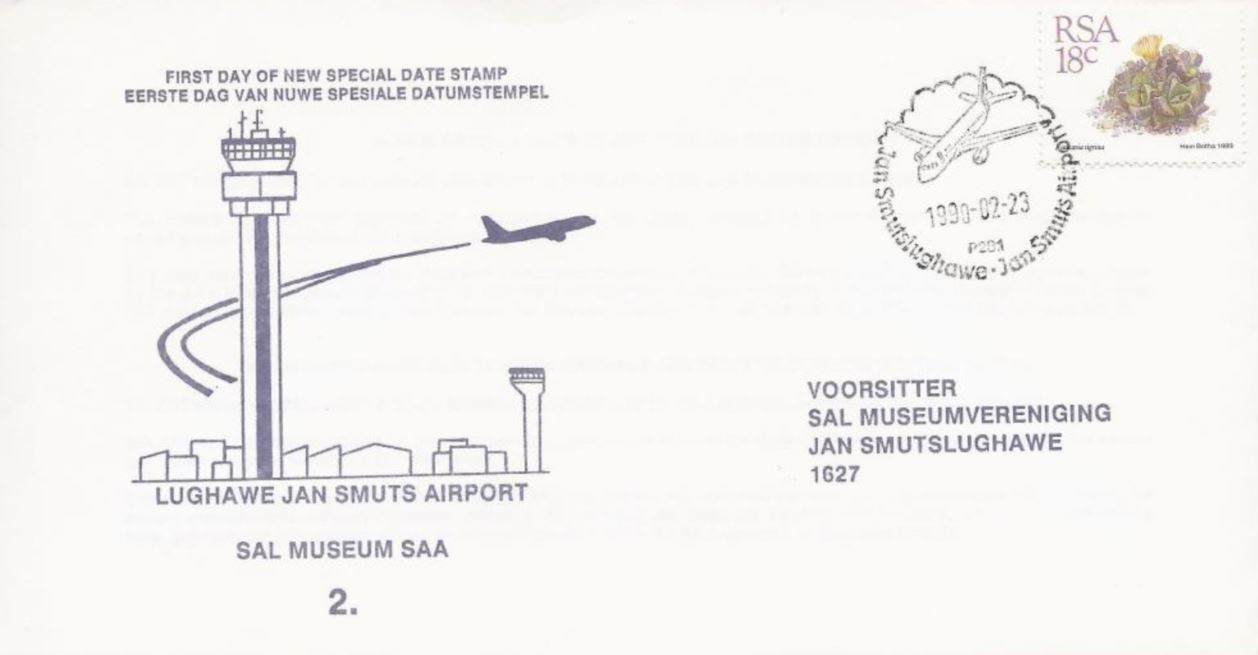 FIRST DAY OF NEW SPECIAL DATE STAMP
EERSTE DAG VAN NUWE SPESIALE DATUMSTEMPEL
RSA
18c
Hein Botha 1989
Jan Smutslughawe · Jan Smuts Airport
1990-02-23
P201
VOORSITTER
SAL MUSEUMVERENIGING
JAN SMUTSLUGHAWE
1627
LUGHAWE JAN SMUTS AIRPORT
SAL MUSEUM SAA
2.